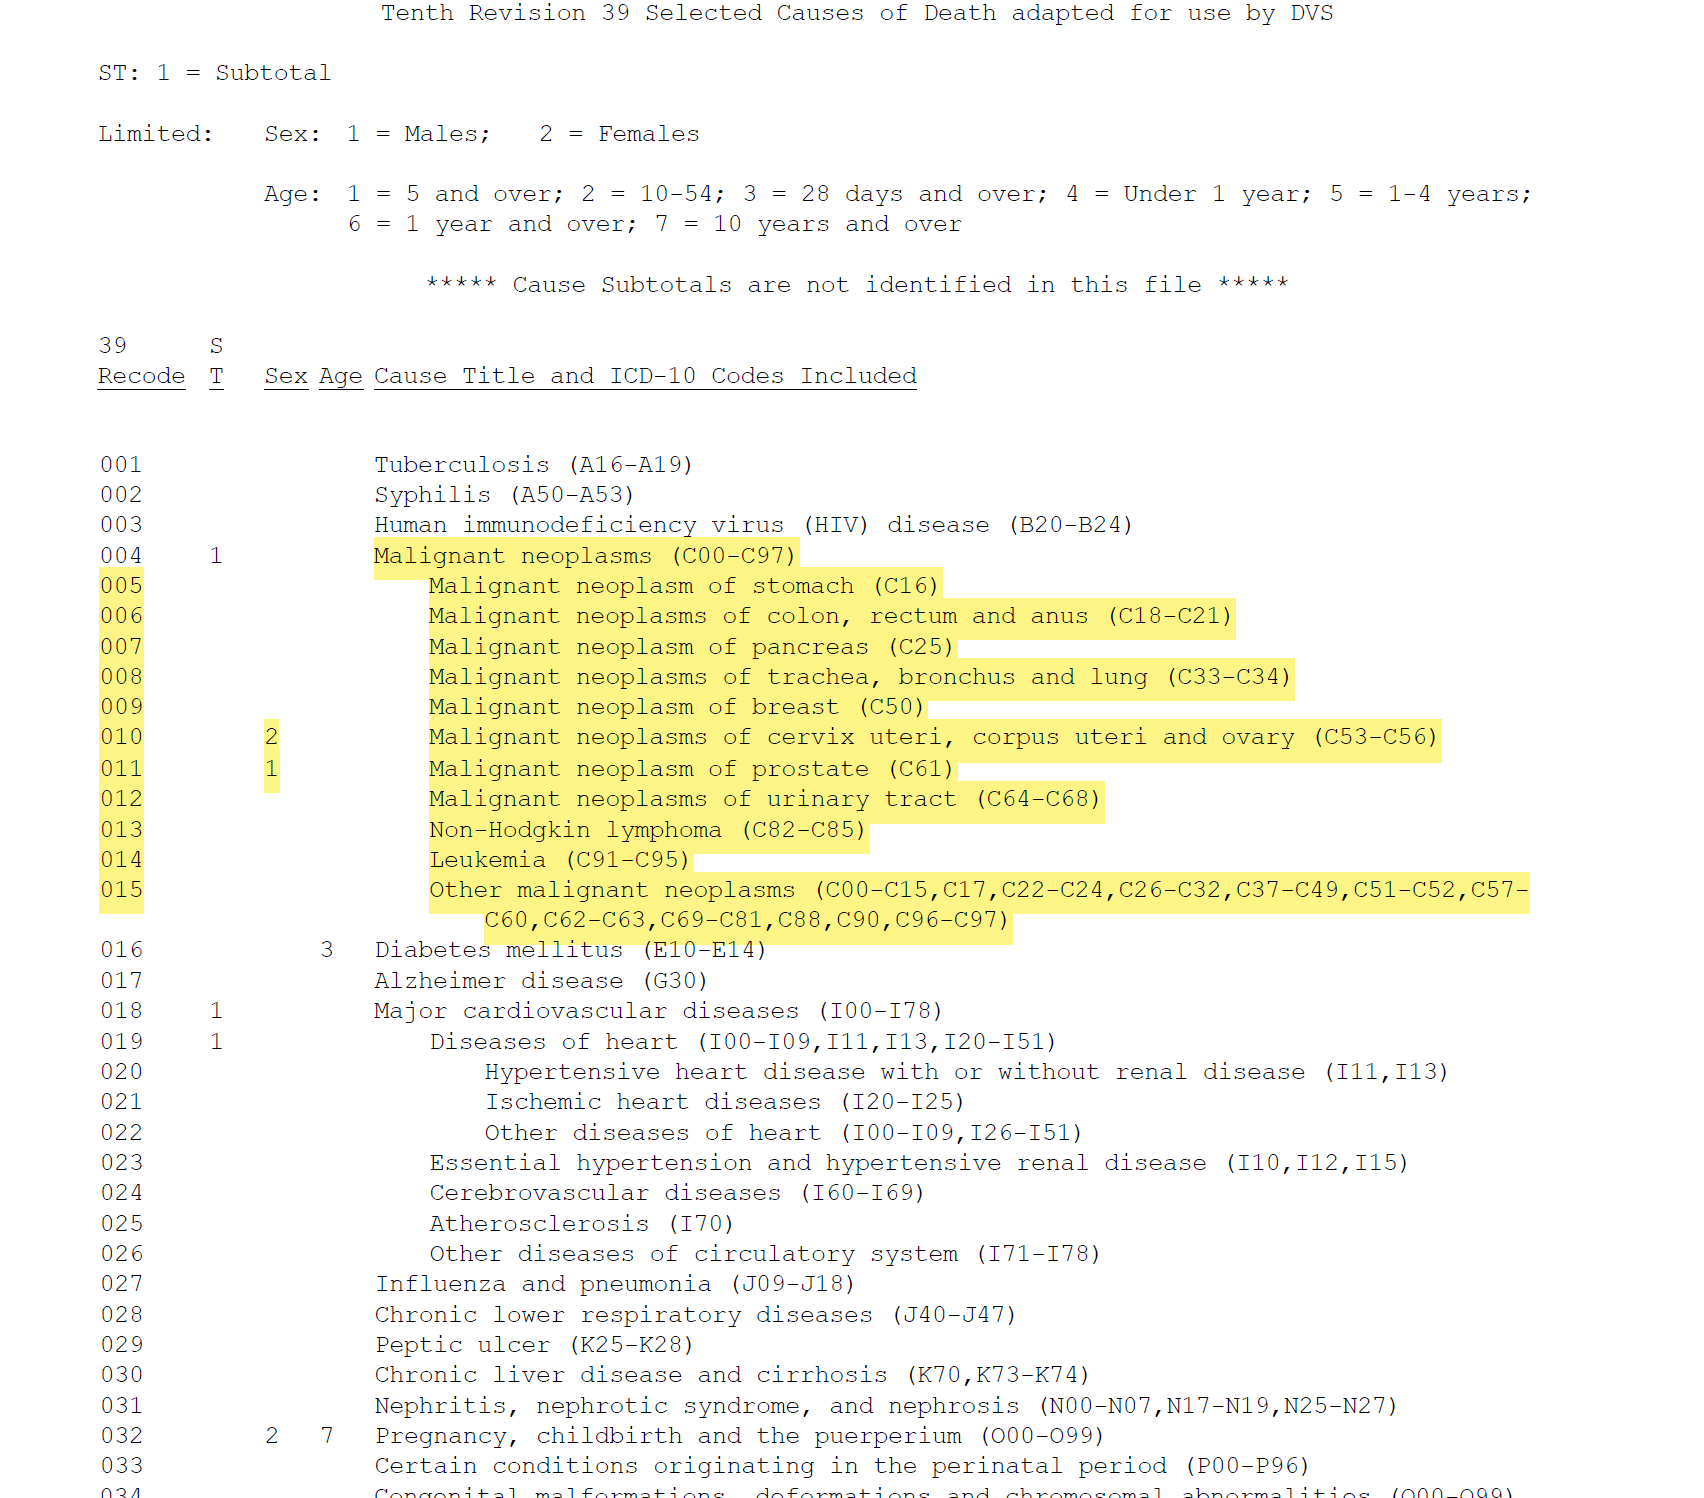 Tenth Revision 39 Selected Causes of Death adapted for use by DVS
ST: 1 = Subtotal
Limited: Sex: 1 = Males; 2 = Females
Age: 1 = 5 and over; 2 = 10-54; 3 = 28 days and over; 4 = Under 1 year; 5 = 1-4 years;
6 = 1 year and over; 7 = 10 years and over
***** Cause Subtotals are not identified in this file *****
39 S
Recode T Sex Age Cause Title and ICD-10 Codes Included
001 Tuberculosis (A16-A19)
002 Syphilis (A50-A53)
003 Human immunodeficiency virus (HIV) disease (B20-B24)
004 1 Malignant neoplasms (C00-C97)
005 Malignant neoplasm of stomach (C16)
006 Malignant neoplasms of colon, rectum and anus (C18-C21)
007 Malignant neoplasm of pancreas (C25)
008 Malignant neoplasms of trachea, bronchus and lung (C33-C34)
009 Malignant neoplasm of breast (C50)
010 2 Malignant neoplasms of cervix uteri, corpus uteri and ovary (C53-C56)
011 1 Malignant neoplasm of prostate (C61)
012 Malignant neoplasms of urinary tract (C64-C68)
013 Non-Hodgkin lymphoma (C82-C85)
014 Leukemia (C91-C95)
015 Other malignant neoplasms (C00-C15,C17,C22-C24,C26-C32,C37-C49,C51-C52,C57-
C60,C62-C63,C69-C81,C88,C90,C96-C97)
016 3 Diabetes mellitus (E10-E14)
017 Alzheimer disease (G30)
018 1 Major cardiovascular diseases (I00-I78)
019 1 Diseases of heart (I00-I09,I11,I13,I20-I51)
020 Hypertensive heart disease with or without renal disease (I11,I13)
021 Ischemic heart diseases (I20-I25)
022 Other diseases of heart (I00-I09,I26-I51)
023 Essential hypertension and hypertensive renal disease (I10,I12,I15)
024 Cerebrovascular diseases (I60-I69)
025 Atherosclerosis (I70)
026 Other diseases of circulatory system (I71-I78)
027 Influenza and pneumonia (J09-J18)
028 Chronic lower respiratory diseases (J40-J47)
029 Peptic ulcer (K25-K28)
030 Chronic liver disease and cirrhosis (K70,K73-K74)
031 Nephritis, nephrotic syndrome, and nephrosis (N00-N07,N17-N19,N25-N27)
032 2 7 Pregnancy, childbirth and the puerperium (O00-O99)
033 Certain conditions originating in the perinatal period (P00-P96)
034 Congenital malformations, deformations and chromosomal abnormalities (Q00-Q99)